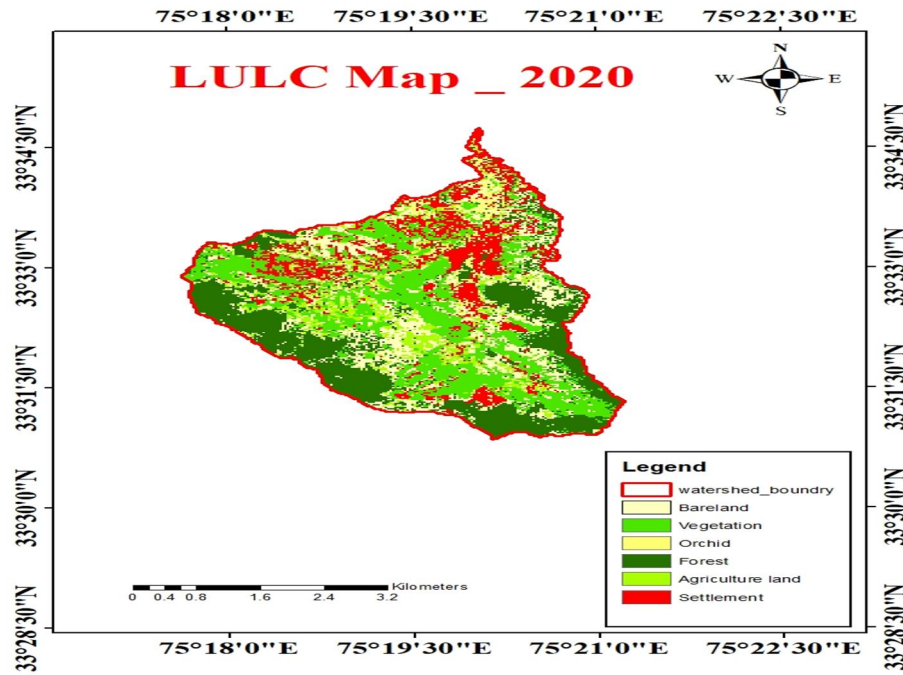 75°18'0"E 75°19'30"E 75°21'0"E 75°22'30"E
LULC Map _ 2020
N
W E
S
33°34'30"N 33°34'30"N
33°33'0"N 33°33'0"N
33°31'30"N 33°31'30"N
33°30'0"N 33°30'0"N
33°28'30"N 33°28'30"N
Legend
watershed_boundry
Bareland
Vegetation
Orchid
Forest
Agriculture land
Settlement
Kilometers
0 0.4 0.8 1.6 2.4 3.2
75°18'0"E 75°19'30"E 75°21'0"E 75°22'30"E